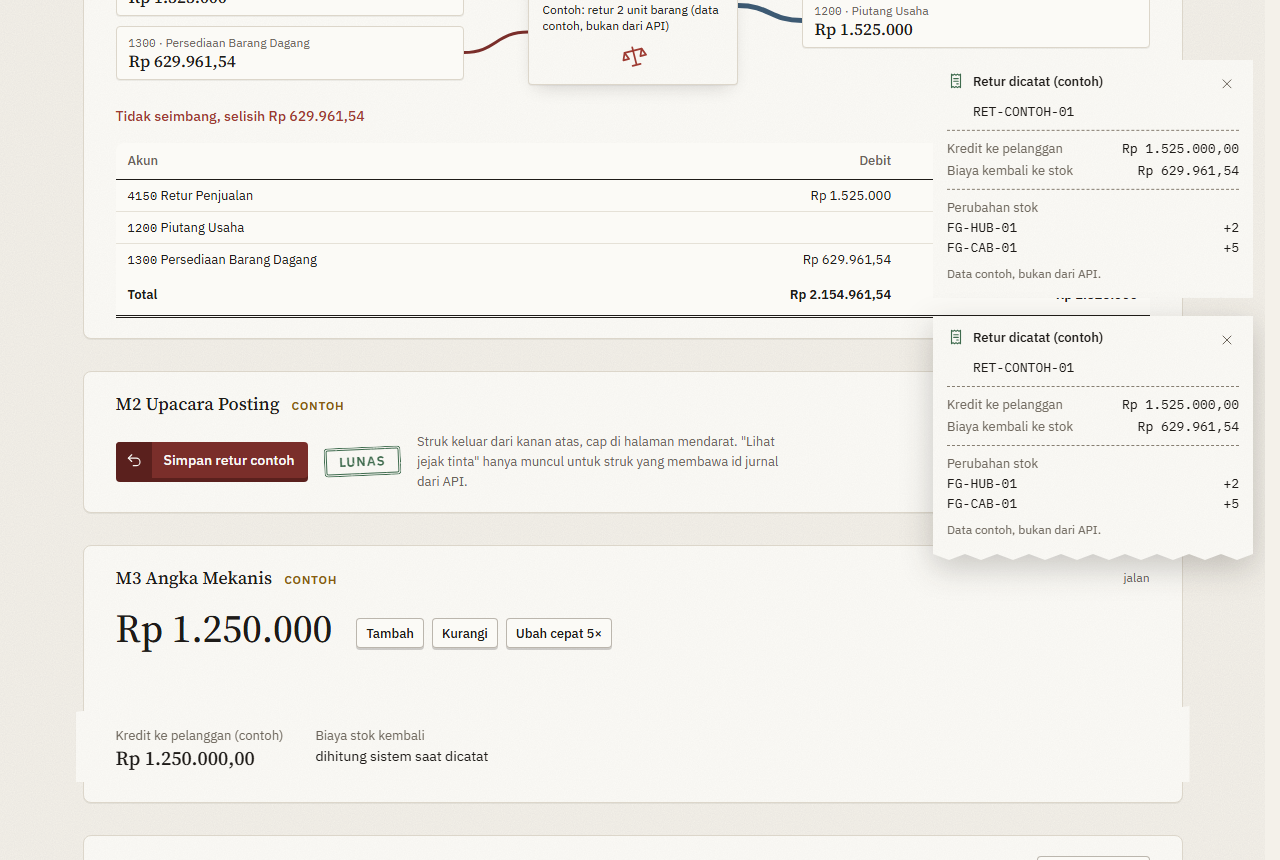 1300 · Persediaan Barang Dagang
Rp 629.961,54
Contoh: retur 2 unit barang (data
contoh, bukan dari API)
1200 · Piutang Usaha
Rp 1.525.000
Tidak seimbang, selisih Rp 629.961,54
Akun Debit
4150 Retur Penjualan Rp 1.525.000
1200 Piutang Usaha
1300 Persediaan Barang Dagang Rp 629.961,54
Total Rp 2.154.961,54
Retur dicatat (contoh)
RET-CONTOH-01
Kredit ke pelanggan Rp 1.525.000,00
Biaya kembali ke stok Rp 629.961,54
Perubahan stok
FG-HUB-01 +2
FG-CAB-01 +5
Data contoh, bukan dari API.
Retur dicatat (contoh)
RET-CONTOH-01
Kredit ke pelanggan Rp 1.525.000,00
Biaya kembali ke stok Rp 629.961,54
Perubahan stok
FG-HUB-01 +2
FG-CAB-01 +5
Data contoh, bukan dari API.
M2 Upacara Posting CONTOH
Simpan retur contoh
LUNAS
Struk keluar dari kanan atas, cap di halaman mendarat. "Lihat
jejak tinta" hanya muncul untuk struk yang membawa id jurnal
dari API.
M3 Angka Mekanis CONTOH
jalan
Rp 1.250.000
Tambah
Kurangi
Ubah cepat 5×
Kredit ke pelanggan (contoh) Biaya stok kembali
Rp 1.250.000,00 dihitung sistem saat dicatat